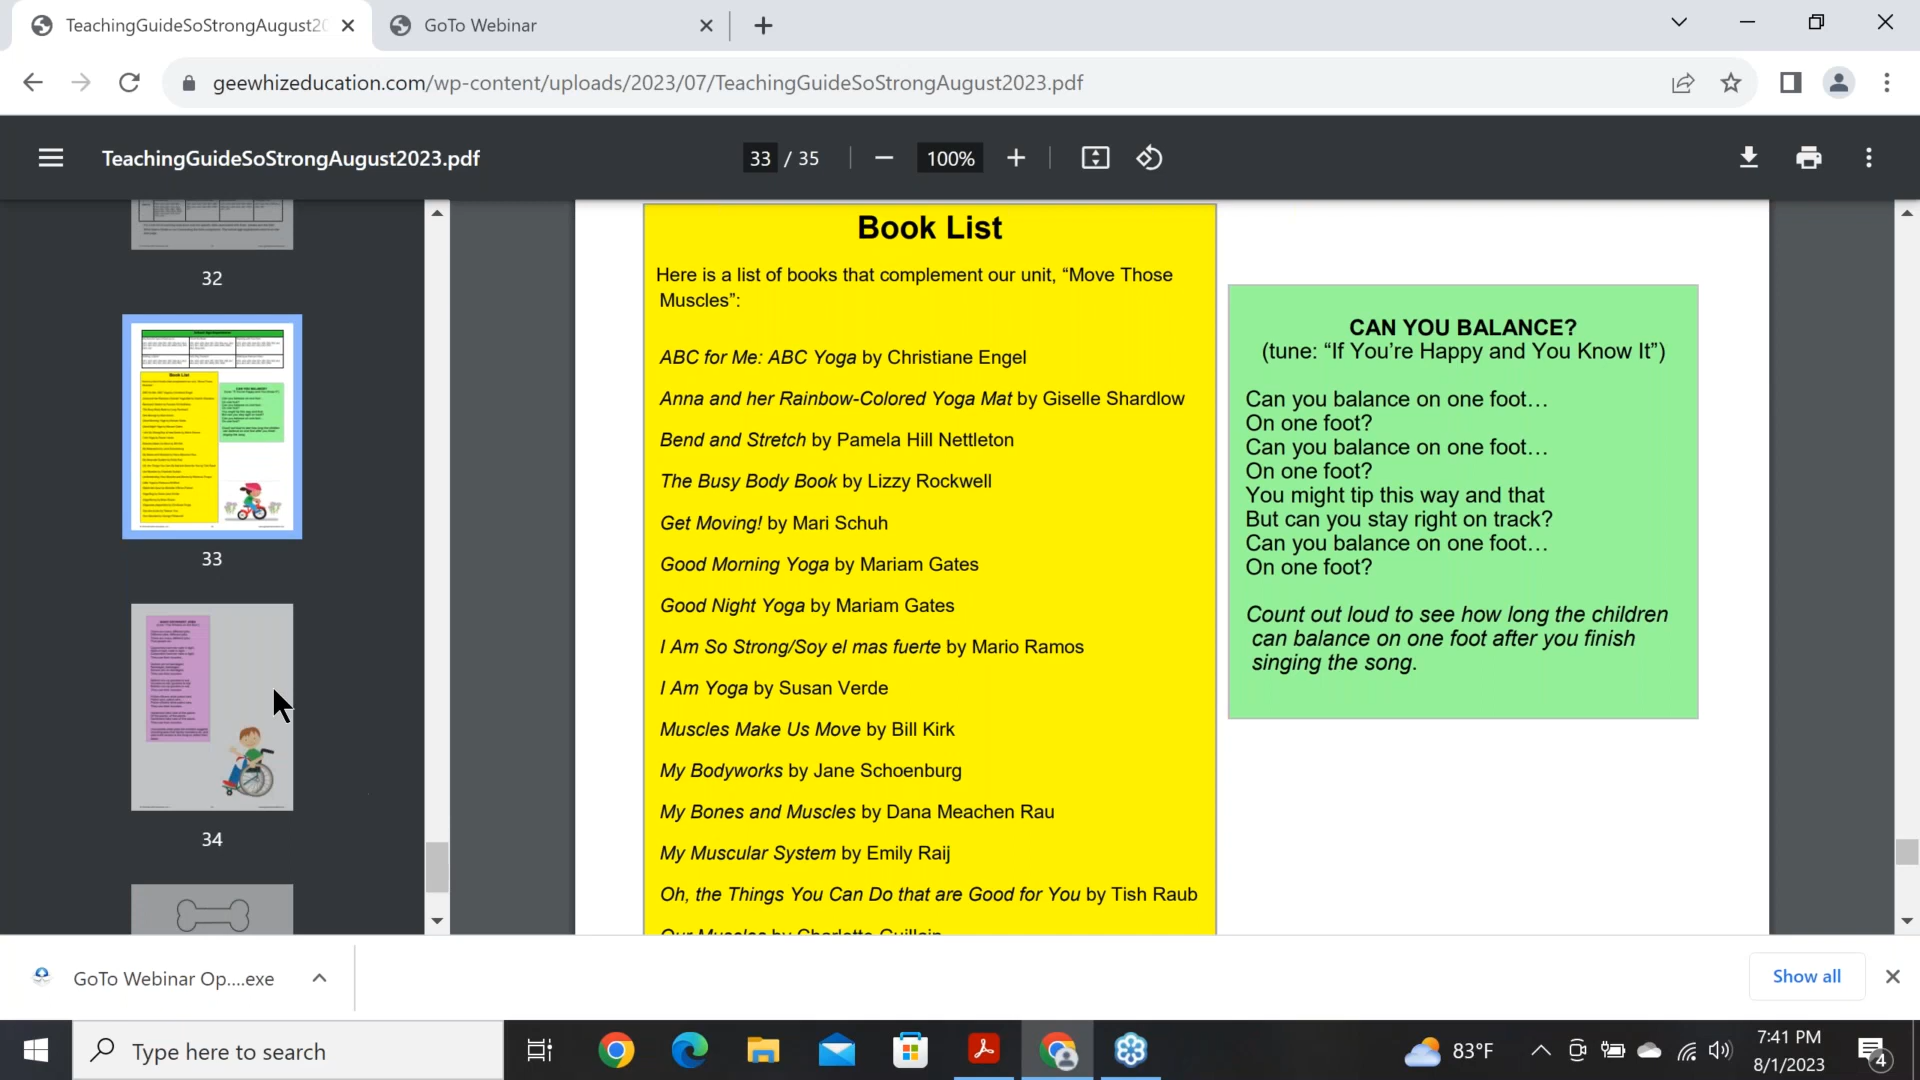 TeachingGuideSoStrongAugust20
GoTo Webinar
geewhizeducation.com/wp-content/uploads/2023/07/TeachingGuideSoStrongAugust2023.pdf
TeachingGuideSoStrongAugust2023.pdf
33 / 35
100%
32
33
34
Book List
Here is a list of books that complement our unit, “Move Those
Muscles”:
ABC for Me: ABC Yoga by Christiane Engel
Anna and her Rainbow-Colored Yoga Mat by Giselle Shardlow
Bend and Stretch by Pamela Hill Nettleton
The Busy Body Book by Lizzy Rockwell
Get Moving! by Mari Schuh
Good Morning Yoga by Mariam Gates
Good Night Yoga by Mariam Gates
I Am So Strong/Soy el mas fuerte by Mario Ramos
I Am Yoga by Susan Verde
Muscles Make Us Move by Bill Kirk
My Bodyworks by Jane Schoenburg
My Bones and Muscles by Dana Meachen Rau
My Muscular System by Emily Raij
Oh, the Things You Can Do that are Good for You by Tish Raub
Our Muscles by Charlotte Guillain
CAN YOU BALANCE?
(tune: “If You’re Happy and You Know It”)
Can you balance on one foot…
On one foot?
Can you balance on one foot…
On one foot?
You might tip this way and that
But can you stay right on track?
Can you balance on one foot…
On one foot?
Count out loud to see how long the children
can balance on one foot after you finish
singing the song.
GoTo Webinar Op....exe
Show all
Type here to search
83°F
7:41 PM
8/1/2023
4